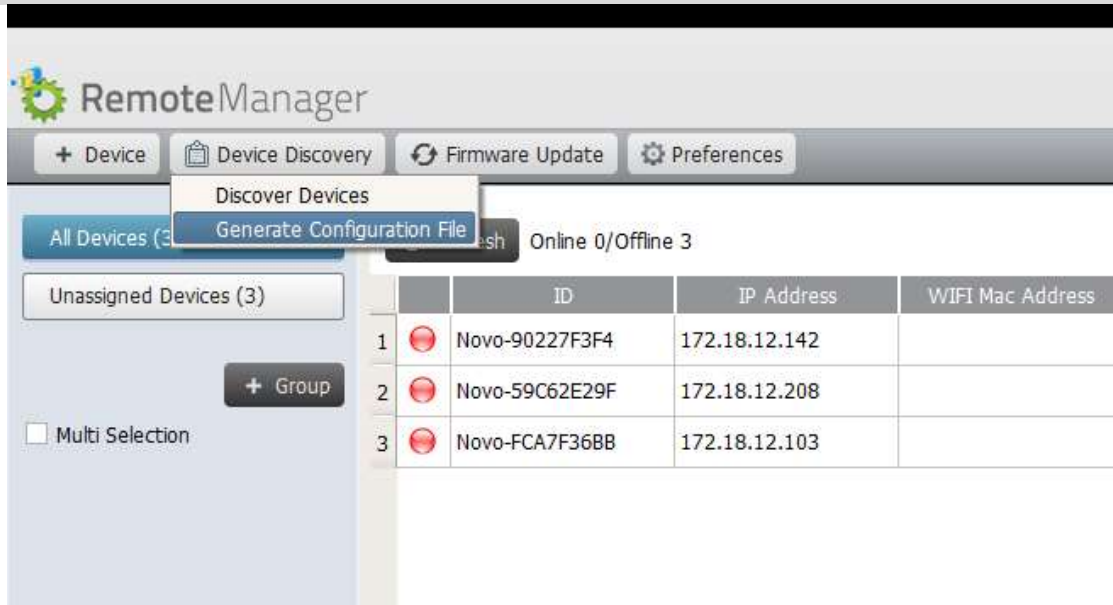 RemoteManager
+ Device Device Discovery Firmware Update Preferences
Discover Devices
Generate Configuration File
All Devices (3
esh Online 0/Offline 3
Unassigned Devices (3)
ID IP Address WIFI Mac Address
1 Novo-90227F3F4 172.18.12.142
+ Group
2 Novo-59C62E29F 172.18.12.208
Multi Selection
3 Novo-FCA7F36BB 172.18.12.103